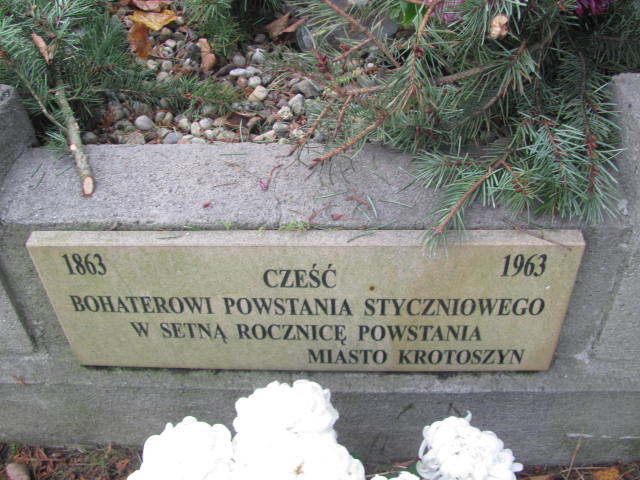 1863 1963
CZEŚĆ
BOHATEROWI POWSTANIA STYCZNIOWEGO
W SETNĄ ROCZNICĘ POWSTANIA
MIASTO KROTOSZYN